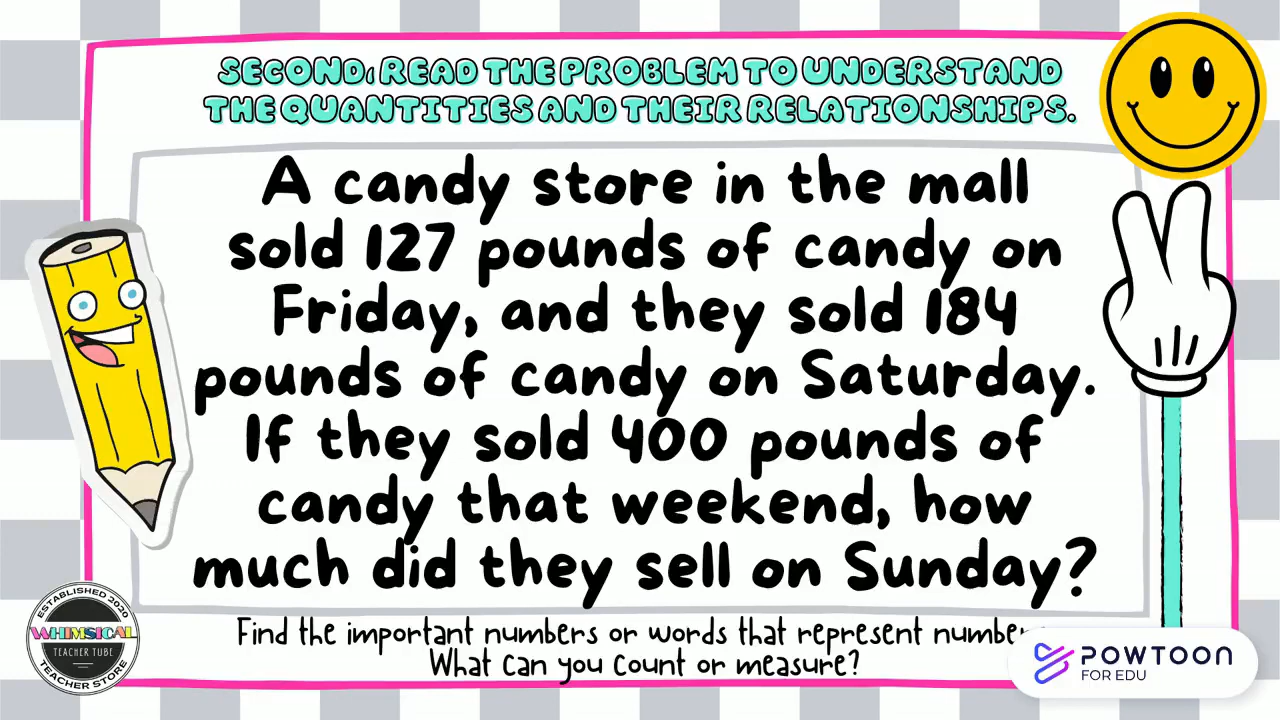 SECOND, READ THE PROBLEM TO UNDERSTAND
THE QUANTITIES AND THEIR RELATIONSHIPS.
A candy store in the mall
sold 127 pounds of candy on
Friday, and they sold 184
pounds of candy on Saturday.
If they sold 400 pounds of
candy that weekend, how
much did they sell on Sunday?
Find the important numbers or words that represent
What can you count or measure?
ESTABLISHED 2020
WHIMSICAL
TEACHER TUBE
TEACHER STORE
POWTOON
FOR EDU